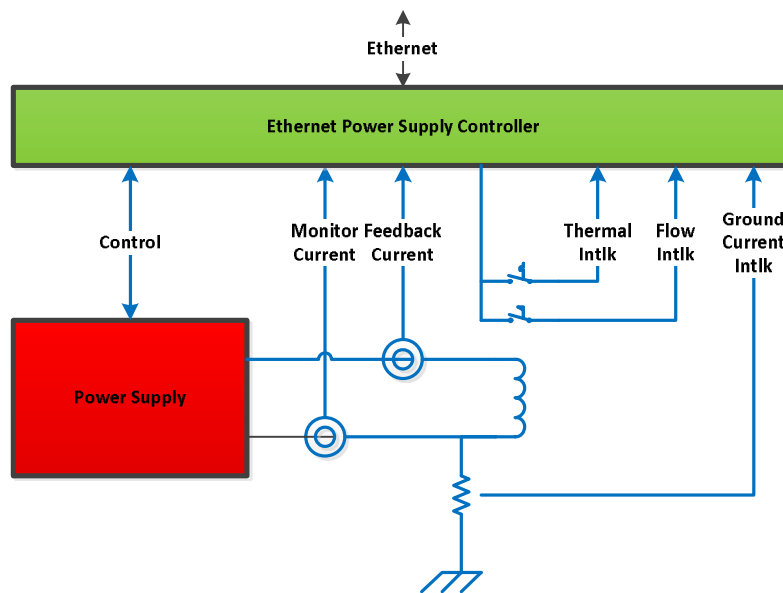 Ethernet
Ethernet Power Supply Controller
Control
Monitor
Current
Feedback
Current
Thermal
Intlk
Flow
Intlk
Ground
Current
Intlk
Power Supply